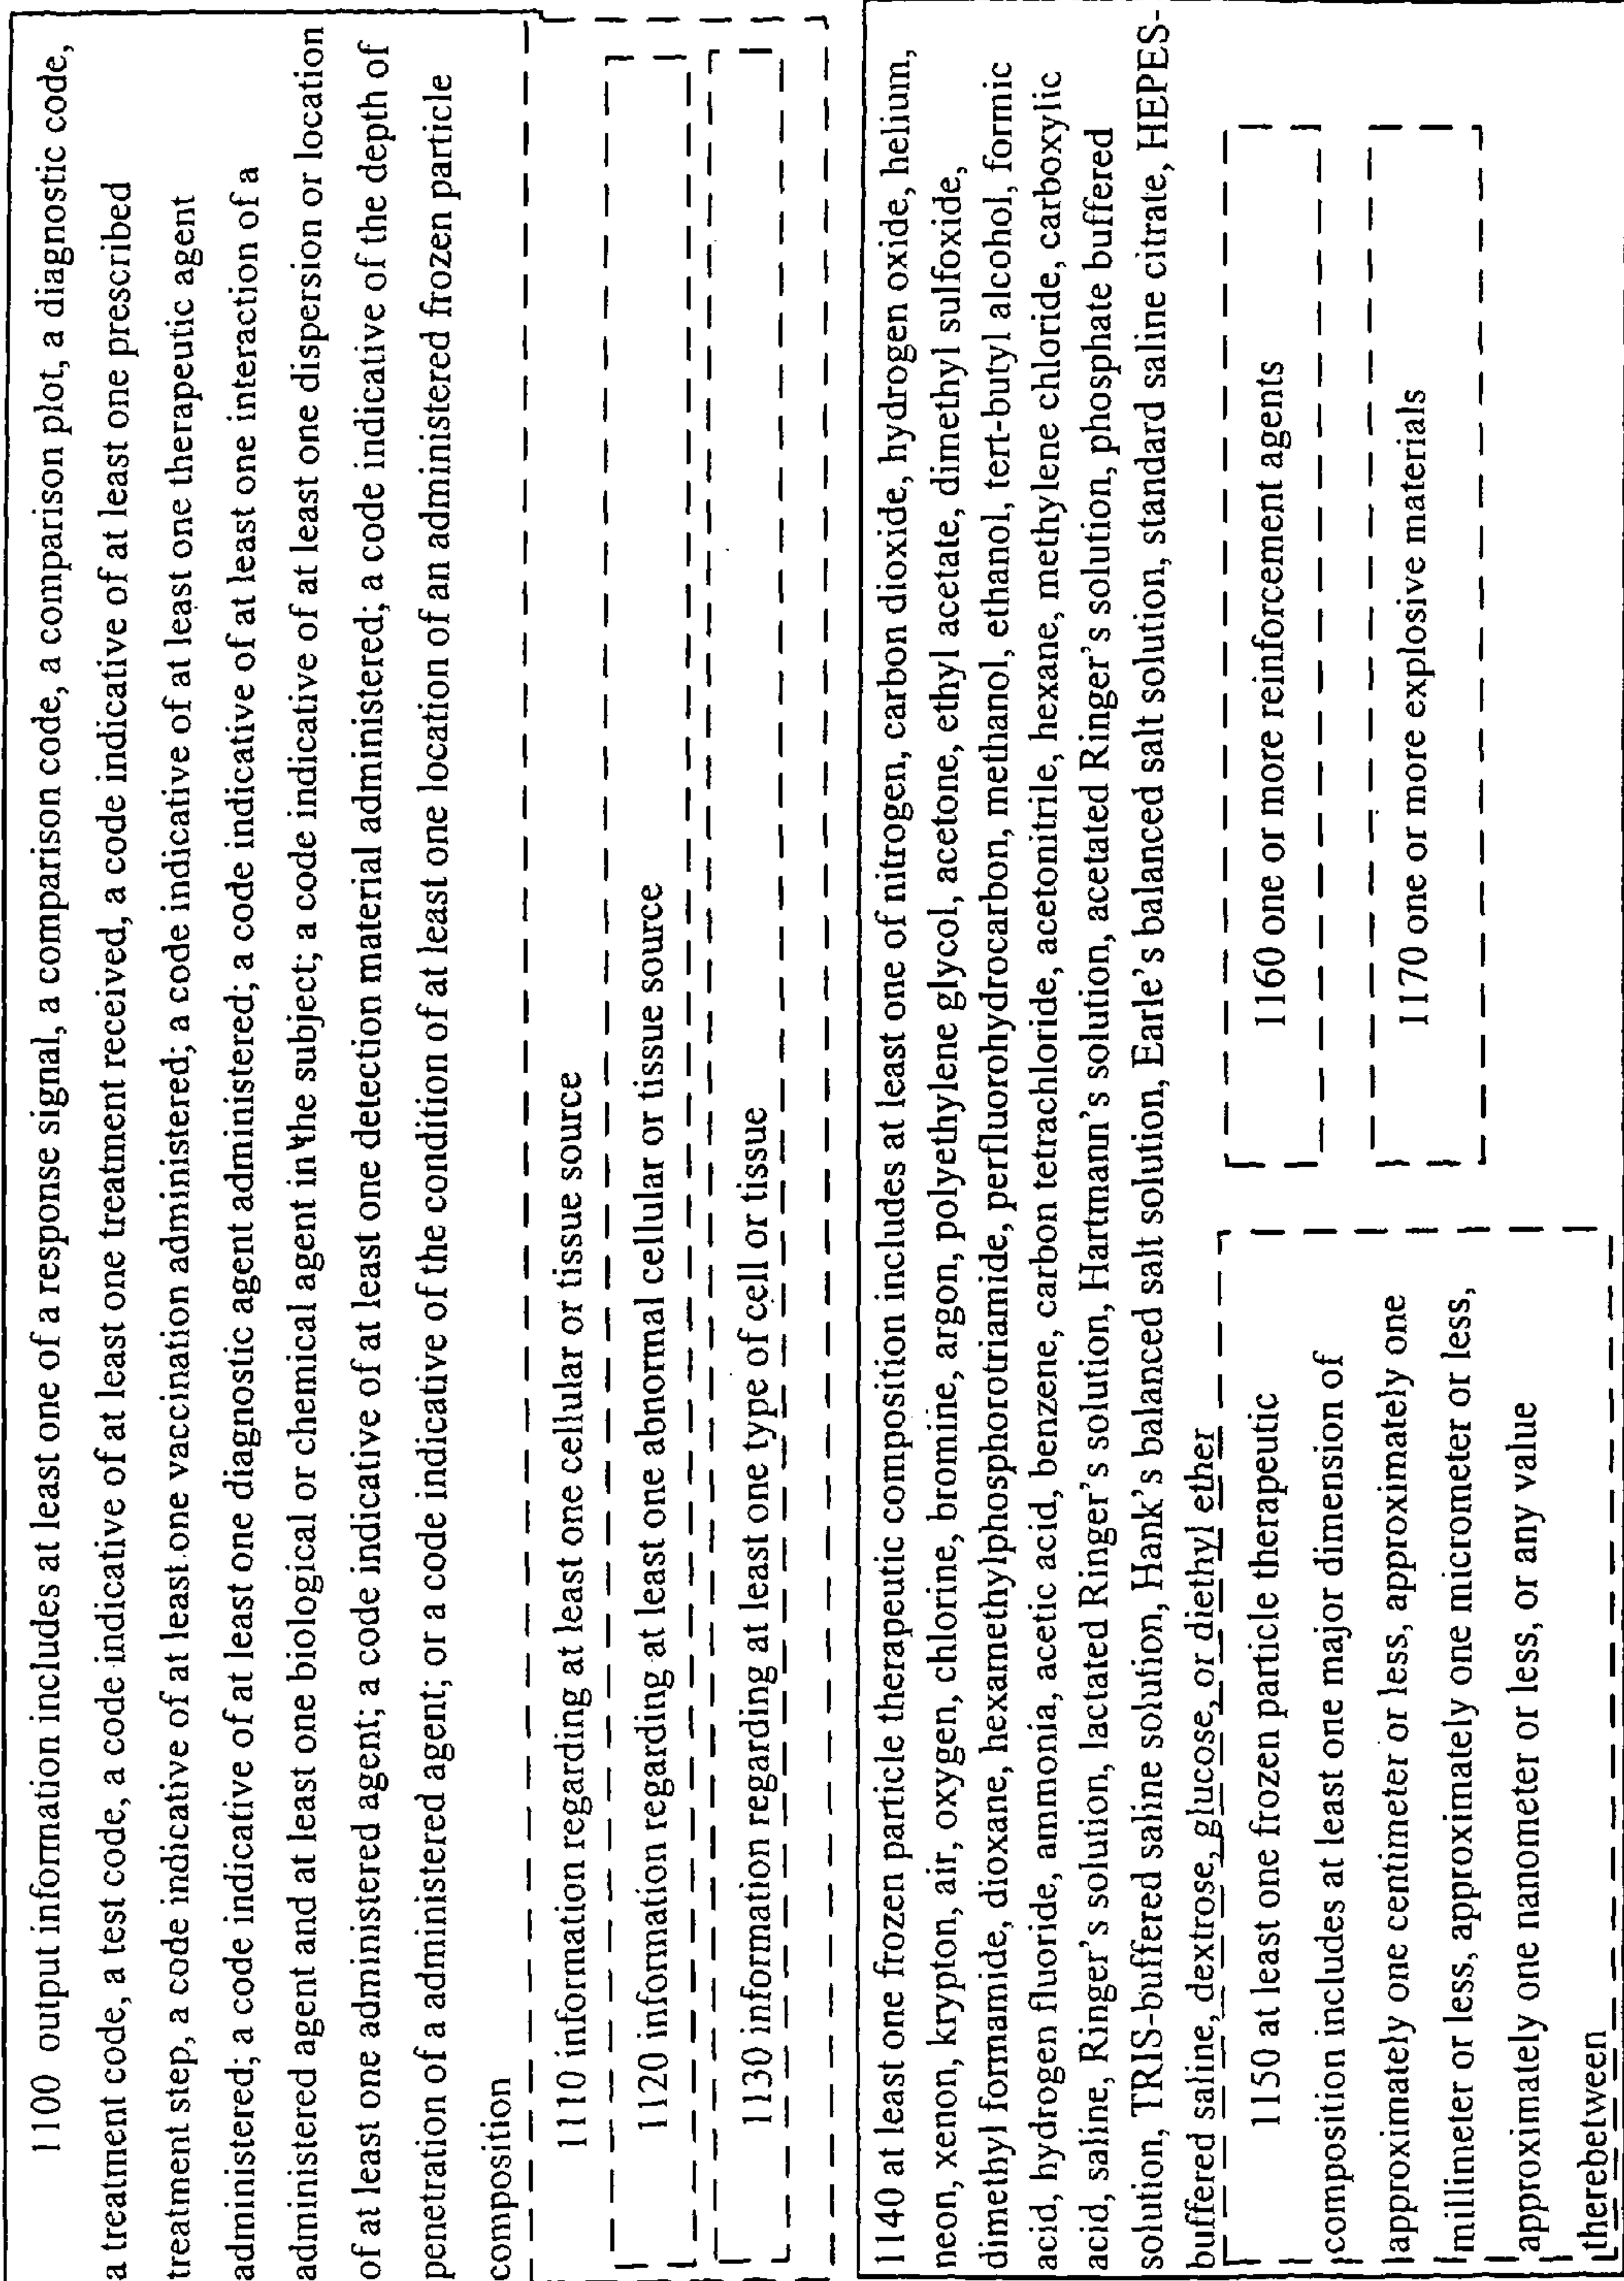 1100 output information includes at least one of a response signal, a comparison code, a comparison plot, a diagnostic code,
a treatment code, a test code, a code indicative of at least one treatment received, a code indicative of at least one prescribed
treatment step, a code indicative of at least one vaccination administered; a code indicative of at least one therapeutic agent
administered; a code indicative of at least one diagnostic agent administered; a code indicative of at least one interaction of a
administered agent and at least one biological or chemical agent in the subject; a code indicative of at least one dispersion or location
of at least one administered agent; a code indicative of at least one detection material administered; a code indicative of the depth of
penetration of a administered agent; or a code indicative of the condition of at least one location of an administered frozen particle
composition
1110 information regarding at least one cellular or tissue source
1120 information regarding at least one abnormal cellular or tissue source
1130 information regarding at least one type of cell or tissue
1140 at least one frozen particle therapeutic composition includes at least one of nitrogen, carbon dioxide, hydrogen oxide, helium,
neon, xenon, krypton, air, oxygen, chlorine, bromine, argon, polyethylene glycol, acetone, ethyl acetate, dimethyl sulfoxide,
dimethyl formamide, dioxane, hexamethylphosphorotriamide, perfluorohydrocarbon, methanol, ethanol, tert-butyl alcohol, formic
acid, hydrogen fluoride, ammonia, acetic acid, benzene, carbon tetrachloride, acetonitrile, hexane, methylene chloride, carboxylic
acid, saline, Ringer's solution, lactated Ringer's solution, Hartmann's solution, acetated Ringer's solution, phosphate buffered
solution, TRIS-buffered saline solution, Hank's balanced salt solution, Earle's balanced salt solution, standard saline citrate, HEPES-
buffered saline, dextrose, glucose, or diethyl ether
1150 at least one frozen particle therapeutic
composition includes at least one major dimension of
approximately one centimeter or less, approximately one
millimeter or less, approximately one micrometer or less,
approximately one nanometer or less, or any value
therebetween
1160 one or more reinforcement agents
1170 one or more explosive materials